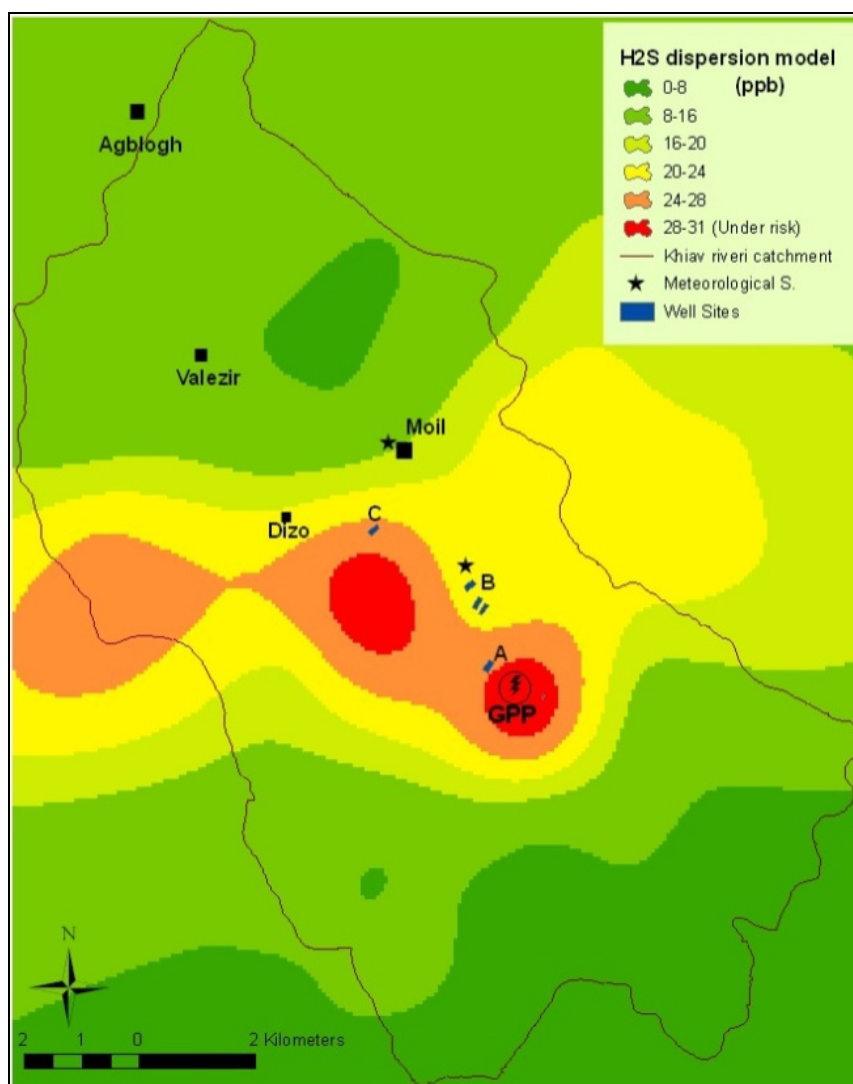 H2S dispersion model
(ppb)
0-8
8-16
16-20
20-24
24-28
28-31 (Under risk)
Khiav riveri catchment
Meteorological S.
Well Sites
Agblogh
Valezir
Moil
Dizo
C
B
A
GPP
N
2 1 0 2 Kilometers